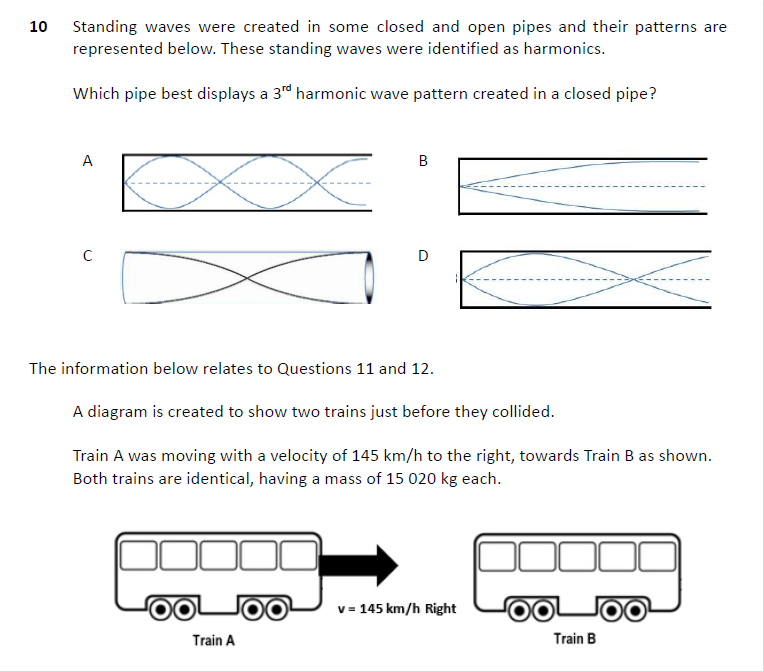 10 Standing waves were created in some closed and open pipes and their patterns are
represented below. These standing waves were identified as harmonics.
Which pipe best displays a 3rd harmonic wave pattern created in a closed pipe?
A
B
C
D
The information below relates to Questions 11 and 12.
A diagram is created to show two trains just before they collided.
Train A was moving with a velocity of 145 km/h to the right, towards Train B as shown.
Both trains are identical, having a mass of 15 020 kg each.
v = 145 km/h Right
Train A
Train B